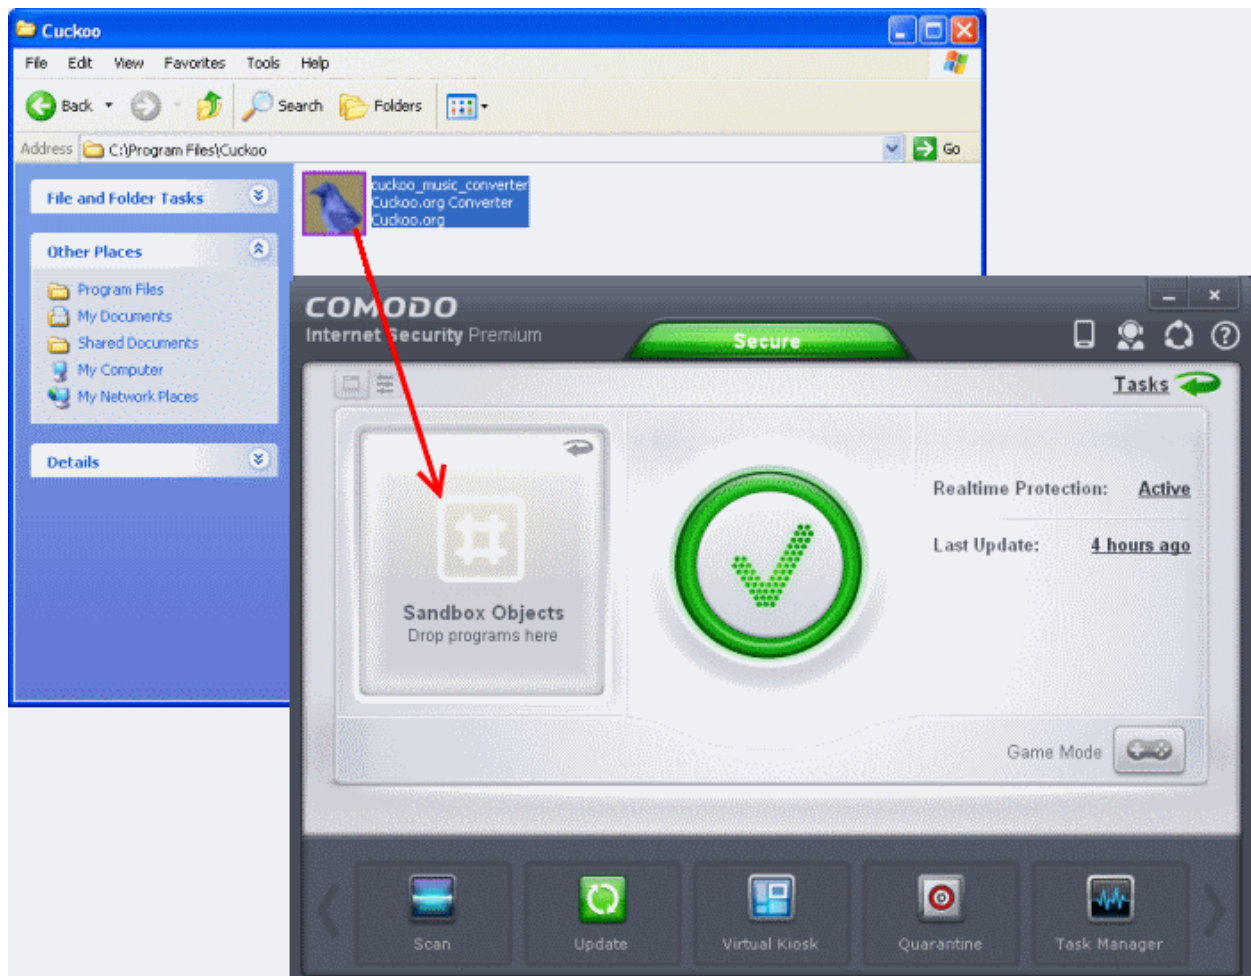 Cuckoo
File Edit View Favorites Tools Help
Back Search Folders
Address C:\Program Files\Cuckoo Go
File and Folder Tasks
cuckoo_music_converter
Cuckoo.org Converter
Cuckoo.org
Other Places
Program Files
My Documents
Shared Documents
My Computer
My Network Places
Details
COMODO
Internet Security Premium
Secure
Tasks
Sandbox Objects
Drop programs here
Realtime Protection: Active
Last Update: 4 hours ago
Game Mode
Scan Update Virtual Kiosk Quarantine Task Manager